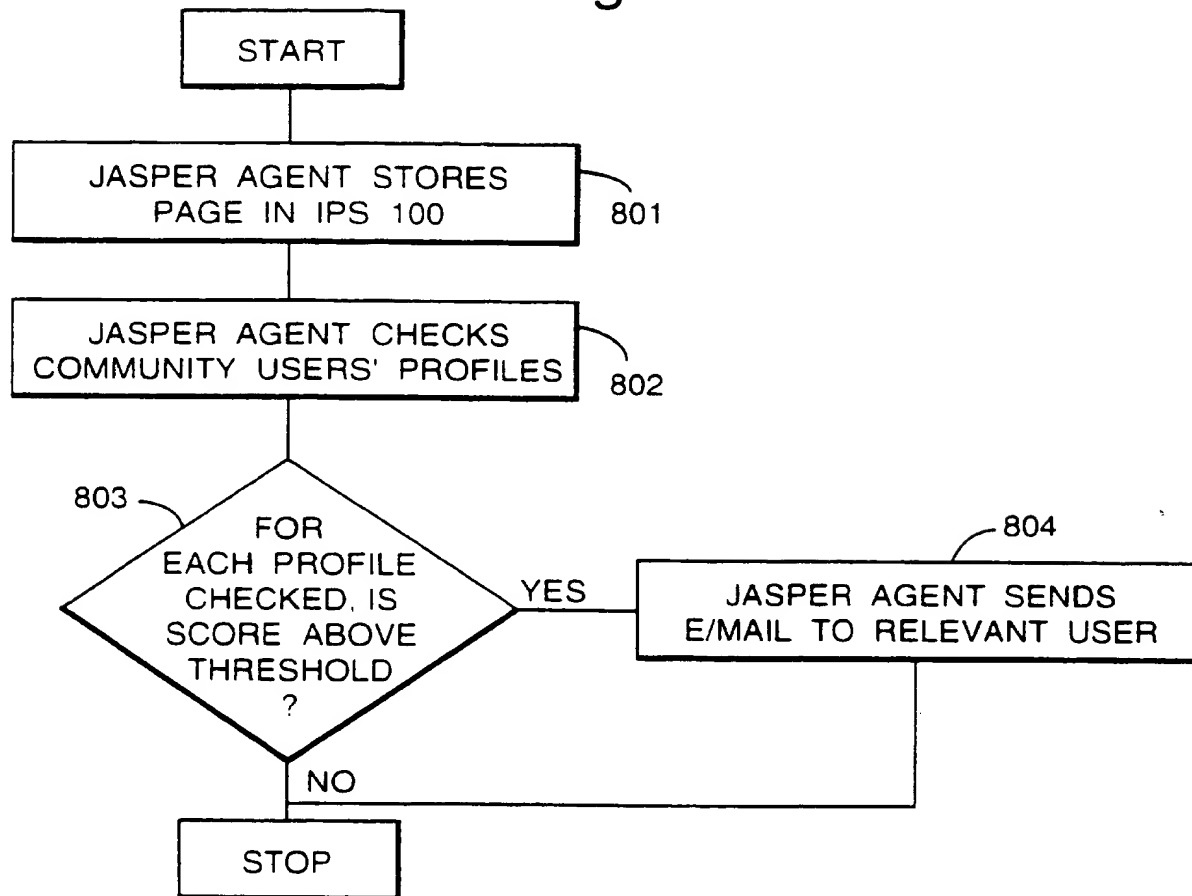 START
JASPER AGENT STORES
PAGE IN IPS 100
801
JASPER AGENT CHECKS
COMMUNITY USERS' PROFILES
802
803
FOR
EACH PROFILE
CHECKED, IS
SCORE ABOVE
THRESHOLD
?
YES
804
JASPER AGENT SENDS
E/MAIL TO RELEVANT USER
NO
STOP